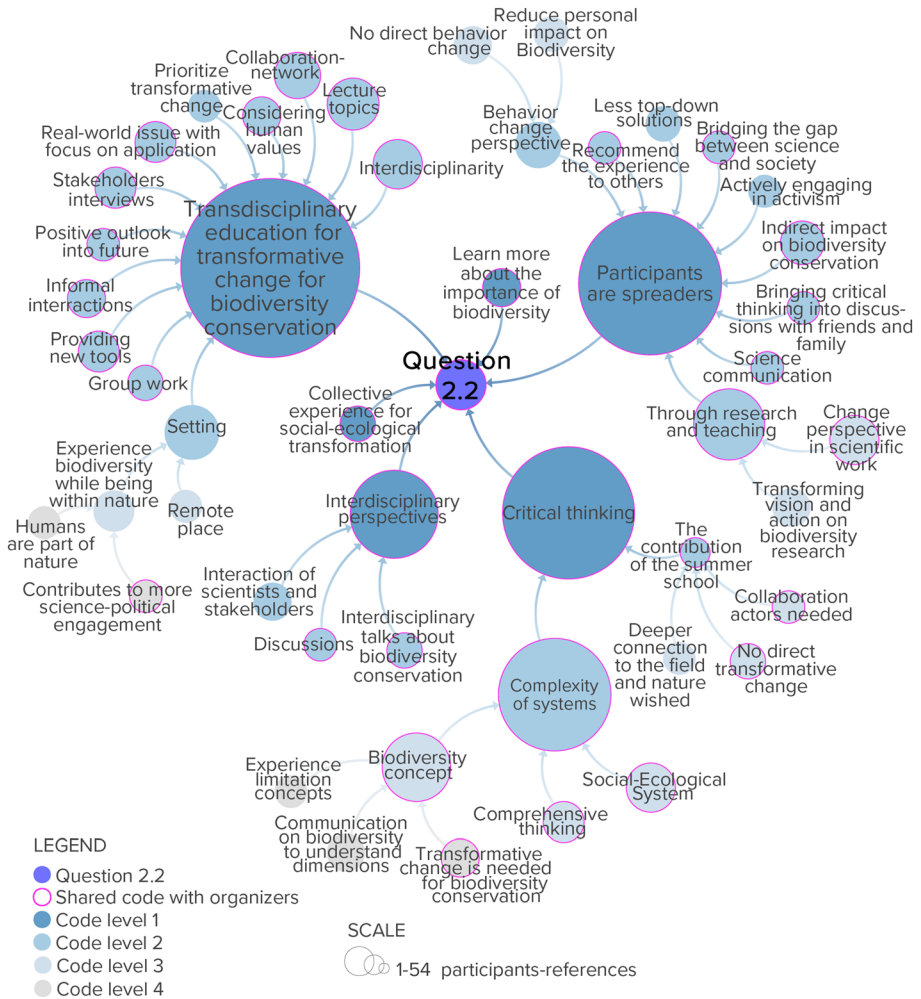 No direct behavior
change
Reduce personal
impact on
Biodiversity
Collaboration-
network
Prioritize
transformative
change
Considering
human
values
Lecture
topics
Real-world issue with
focus on application
Interdisciplinarity
Stakeholders
interviews
Positive outlook
into future
Informal
interractions
Providing
new tools
Group work
Transdisciplinary
education for
transformative
change for
biodiversity
conservation
Behavior
change
perspective
Less top-down
solutions
Recommend
the experience
to others
Bridging the gap
between science
and society
Actively engaging
in activism
Indirect impact
on biodiversity
conservation
Bringing critical
thinking into discus-
sions with friends and
family
Science
communication
Participants
are spreaders
Learn more
about the
importance of
biodiversity
Question
2.2
Collective
experience for
social-ecological
transformation
Through research
and teaching
Change
perspective
in scientific
work
Transforming
vision and
action on
biodiversity
research
Setting
Experience
biodiversity
while being
within nature
Remote
place
Humans
are part of
nature
Contributes to more
science-political
engagement
Interdisciplinary
perspectives
Interaction of
scientists and
stakeholders
Discussions
Interdisciplinary
talks about
biodiversity
conservation
Critical thinking
The
contribution
of the summer
school
Collaboration
actors needed
Deeper
connection
to the field
and nature
wished
No direct
transformative
change
Complexity
of systems
Biodiversity
concept
Experience
limitation
concepts
Communication
on biodiversity
to understand
dimensions
Transformative
change is needed
for biodiversity
conservation
Comprehensive
thinking
Social-Ecological
System
LEGEND
Question 2.2
Shared code with organizers
Code level 1
Code level 2
Code level 3
Code level 4
SCALE
1-54 participants-references